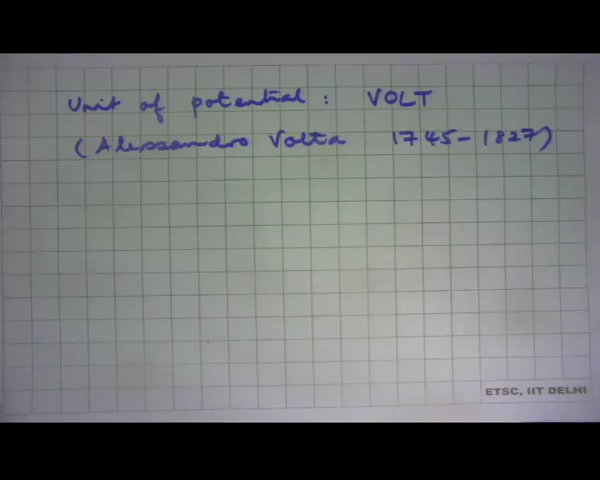 Unit of potential : VOLT
(Alessandro Volta 1745-1827)
ETSC, IIT DELHI